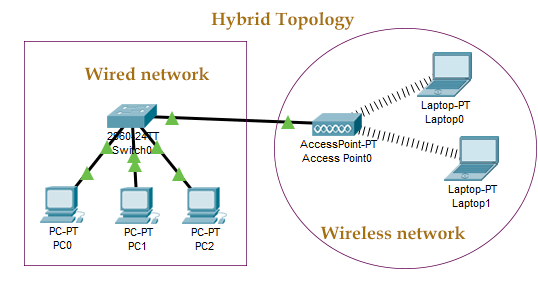 Hybrid Topology
Wired network
2960-24TT
Switch0
PC-PT
PC0
PC-PT
PC1
PC-PT
PC2
AccessPoint-PT
Access Point0
Laptop-PT
Laptop0
Laptop-PT
Laptop1
Wireless network